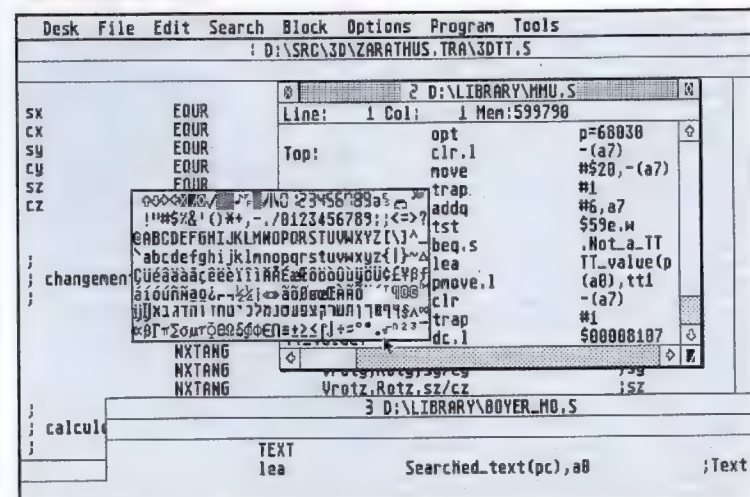 Desk File Edit Search Block Options Program Tools
1 D:\SRC\3D\ZARATHUS.TRA\3DTT.S
sx EQUR
cx EQUR
sy EQUR
cy EQUR
sz EQUR
cz
;
; changement
;
2 D:\LIBRARY\MMU.S
Line: 1 Col: 1 Mem:599790
opt p=68030
Top: clr.l -(a7)
move #$20,-(a7)
trap #1
addq #6,a7
tst $59e.w
beq.s .Not_a_TT
lea TT_value(p
pmove.l (a0),tt1
clr -(a7)
trap #1
dc.l $00008107
!"#$%&'()*+,-./0123456789:;<=>?
@ABCDEFGHIJKLMNOPQRSTUVWXYZ[\]^_
`abcdefghijklmnopqrstuvwxyz{|}~
NXTANG
NXTANG
NXTANG Vrotz,Rotz,sz/cz ;sz
3 D:\LIBRARY\BOYER_MO.S
;
; calcul
;
TEXT
lea Searched_text(pc),a0 ;Text